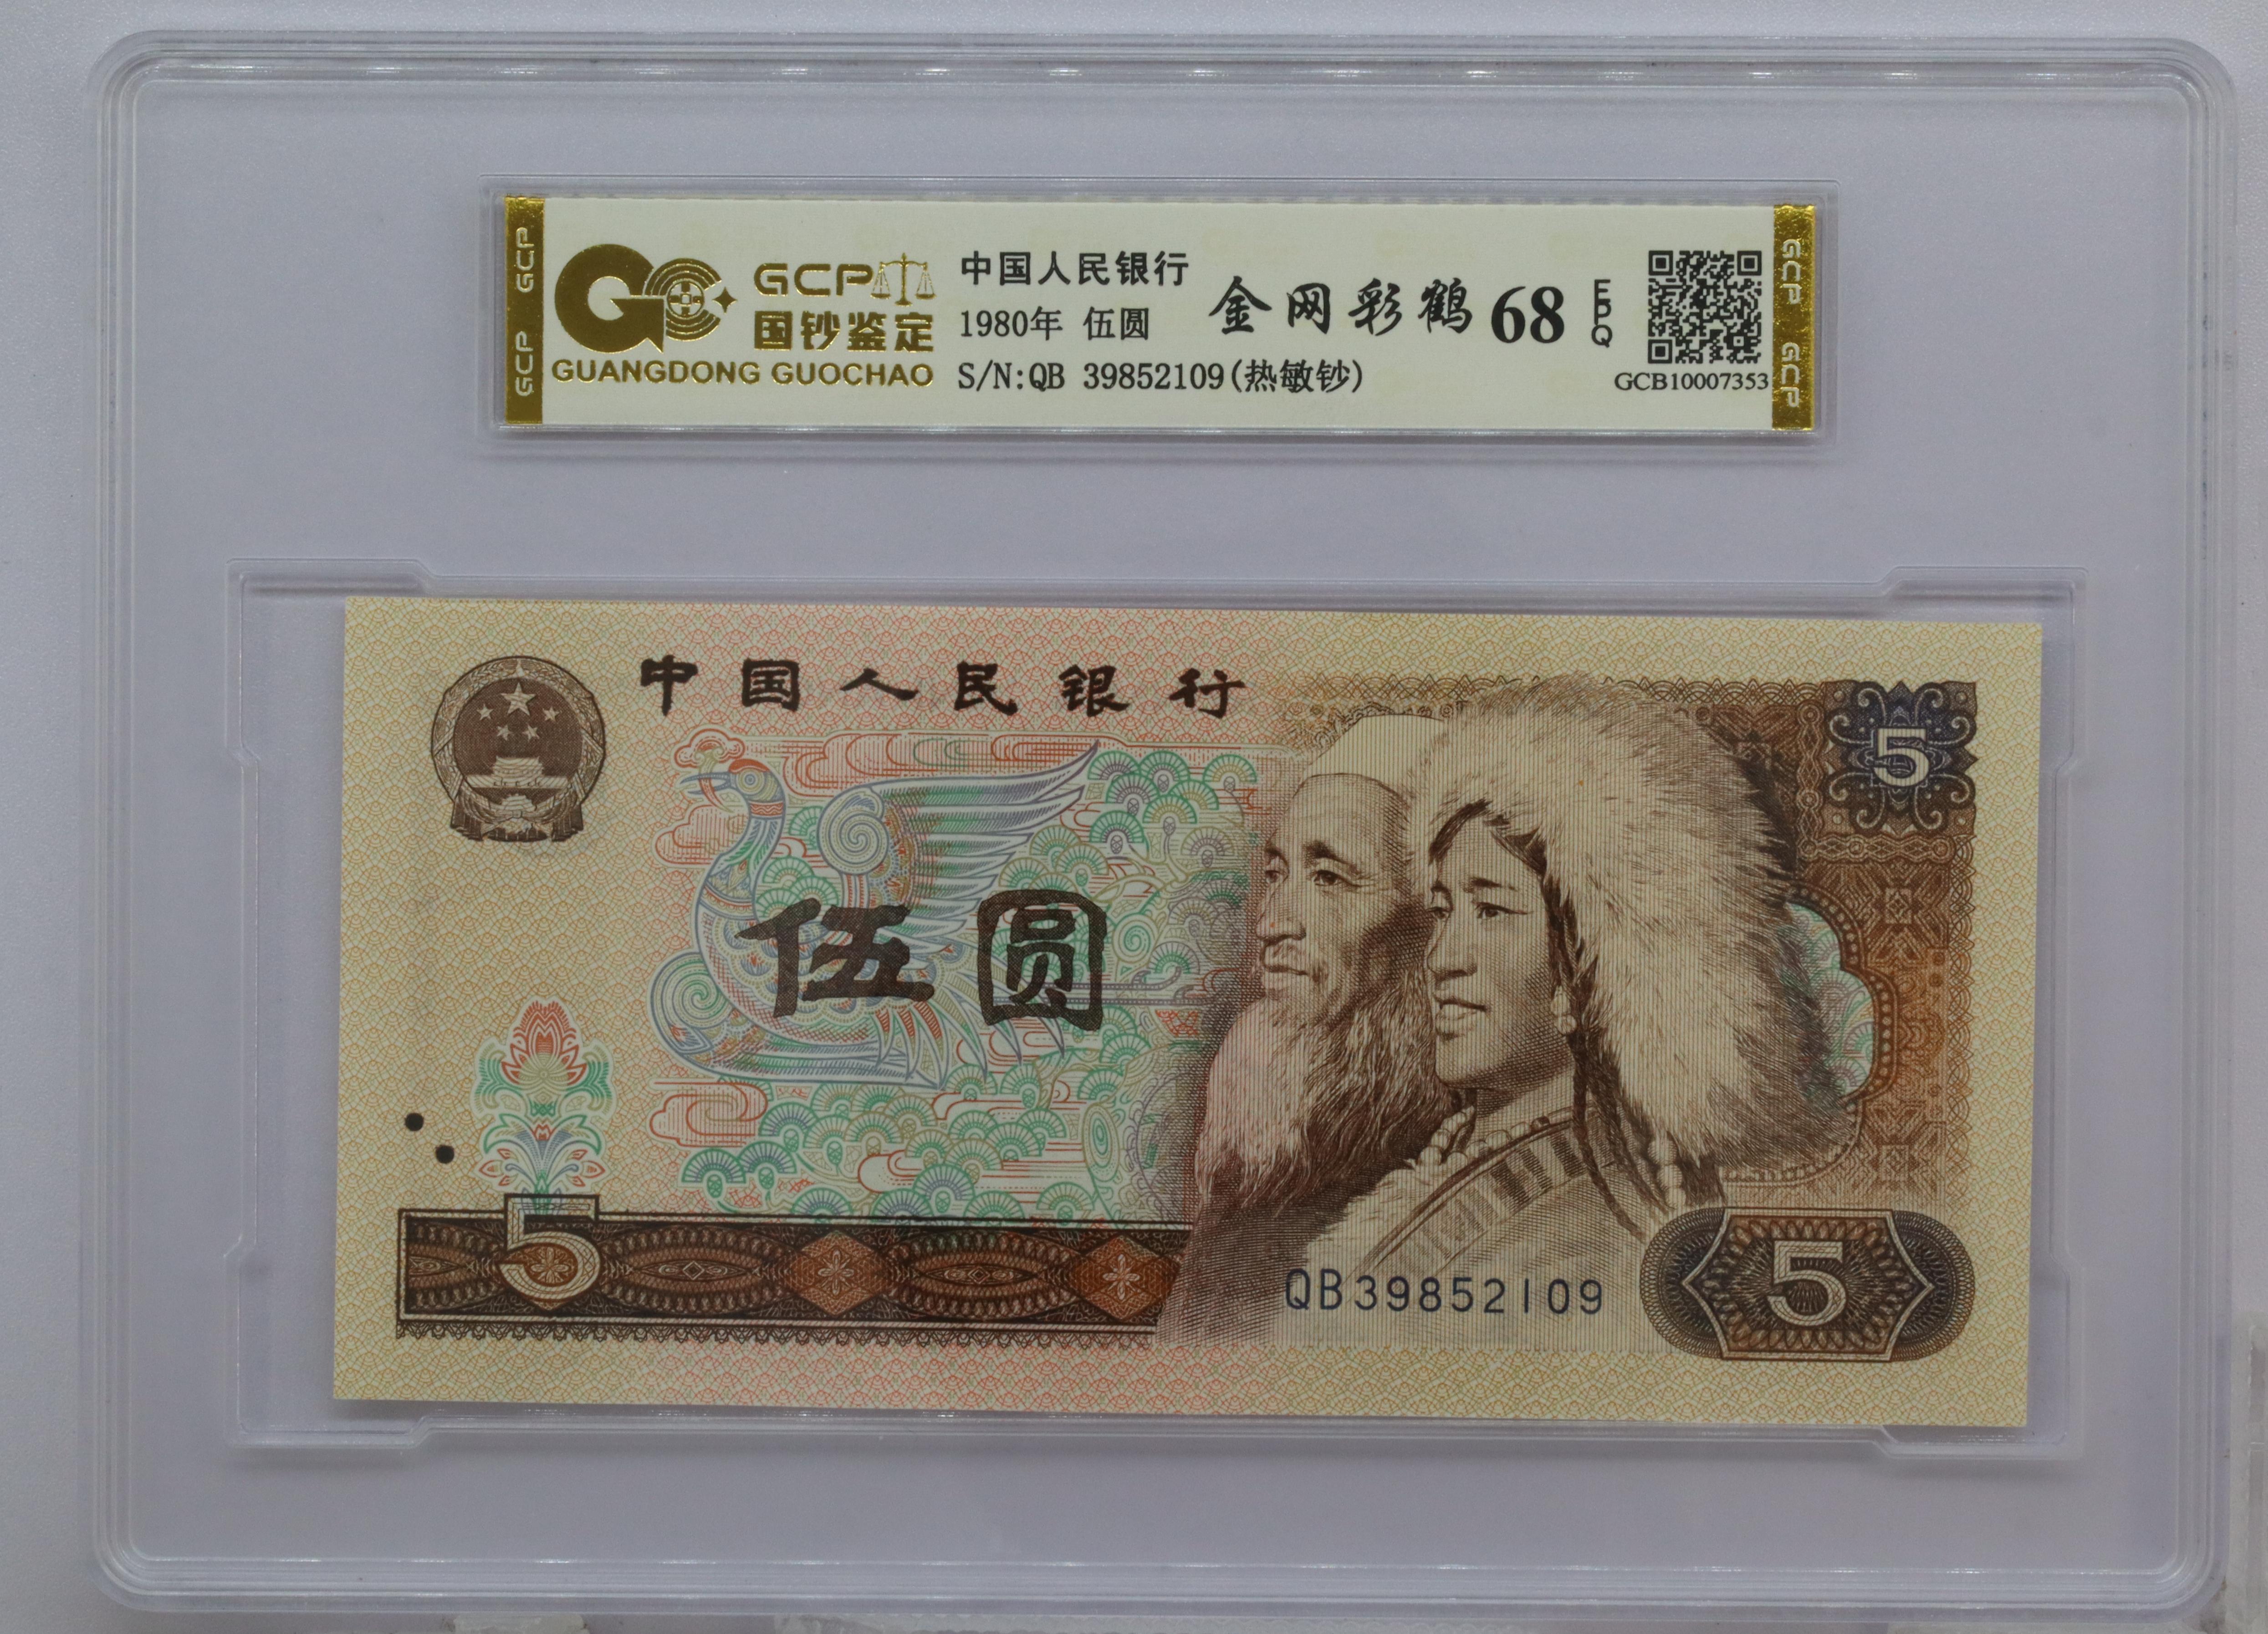 GCP
国钞鉴定
GUANGDONG GUOCHAO
中国人民银行
1980年 伍圆
S/N:QB 39852109(热敏钞)
金网彩鹤 68 EPQ
GCB10007353
GCP GCP
GCP GCP
中国人民银行
5
伍圆
5
QB39852109
5